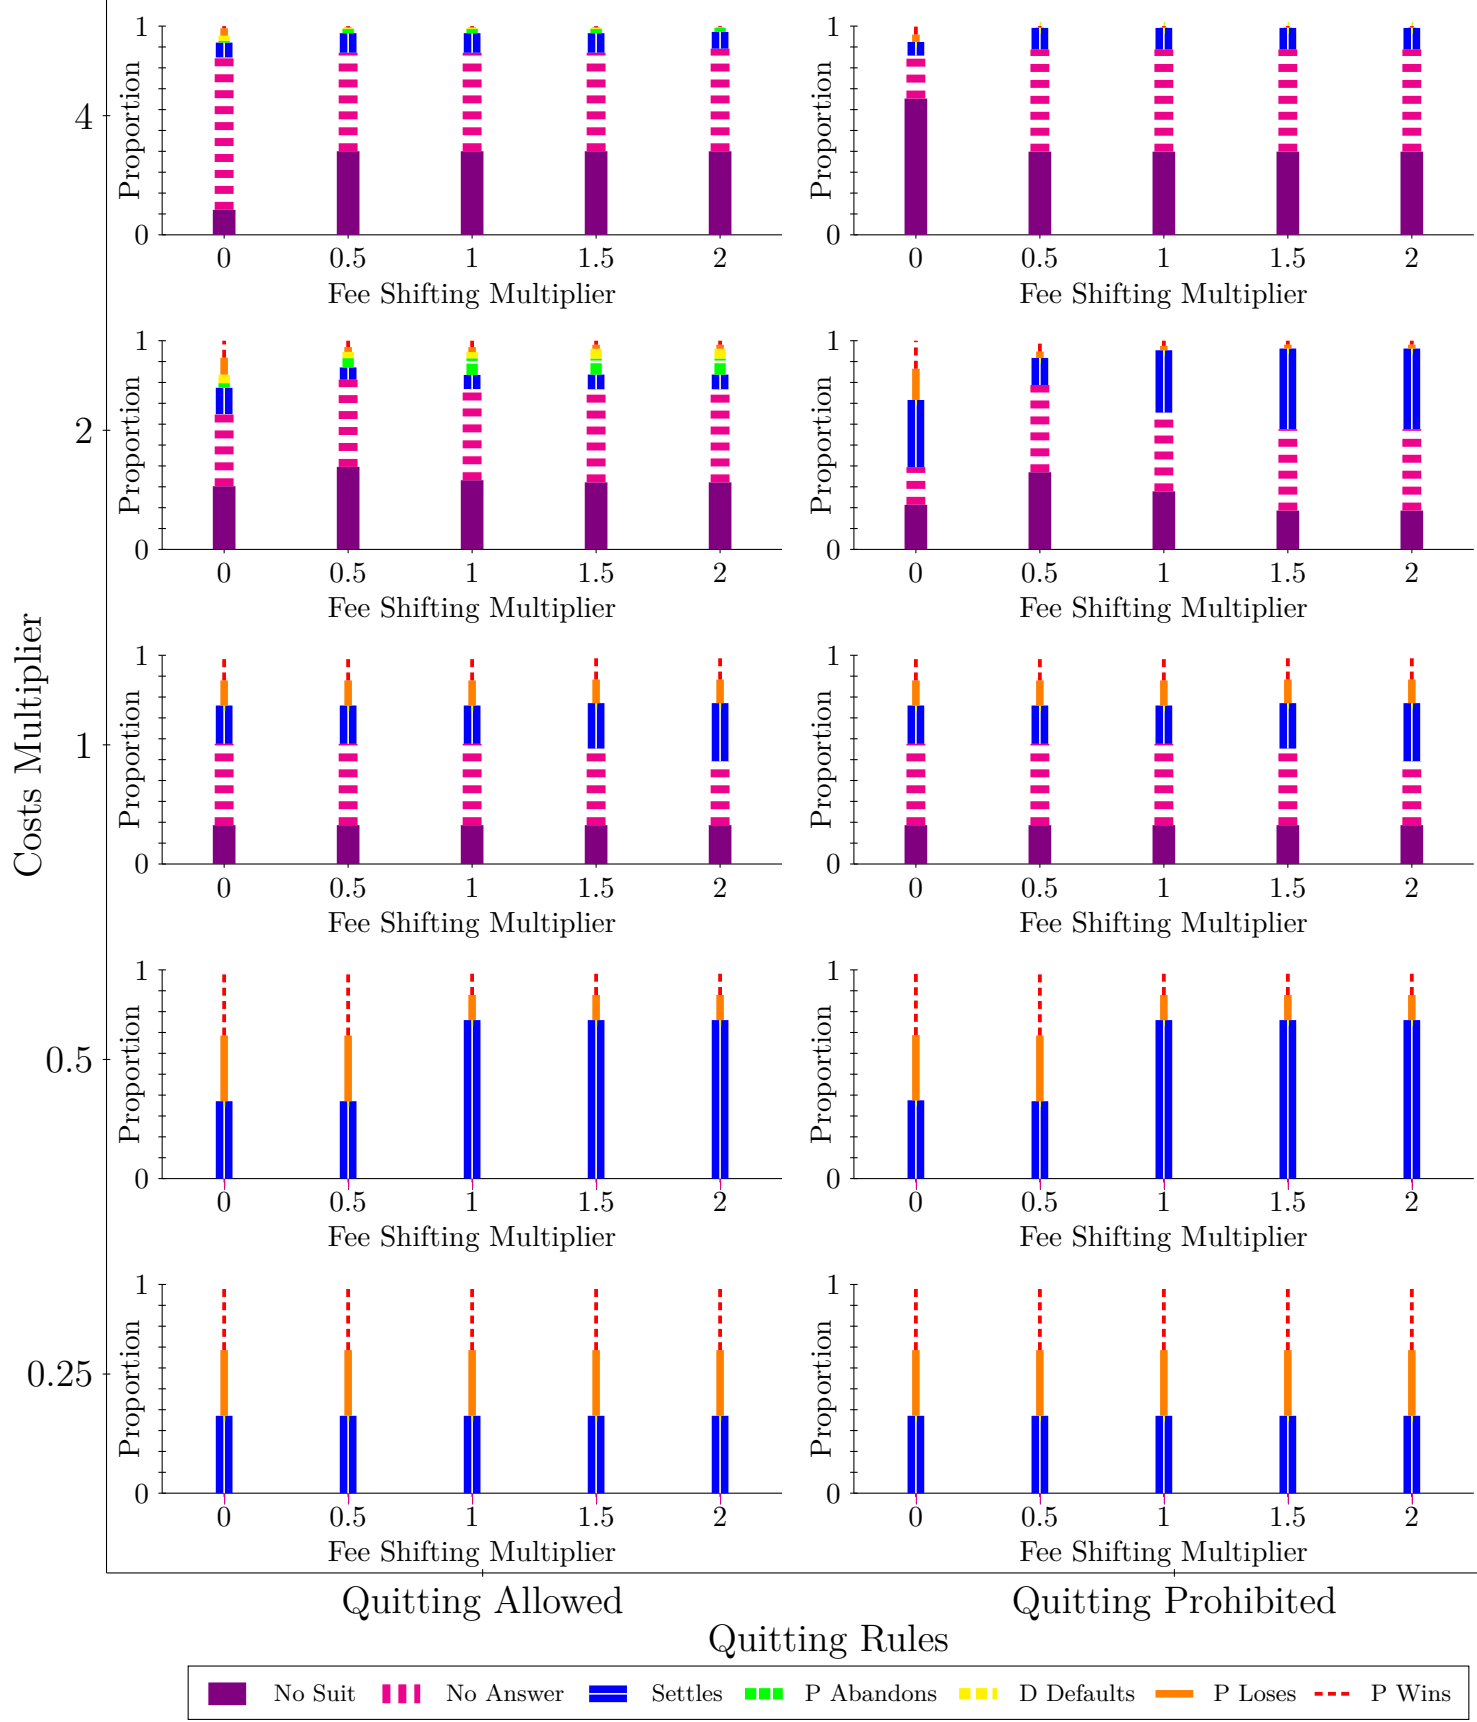 1
Proportion
0
0 0.5 1 1.5 2
Fee Shifting Multiplier
1
Proportion
0
0 0.5 1 1.5 2
Fee Shifting Multiplier
4
1
Proportion
0
0 0.5 1 1.5 2
Fee Shifting Multiplier
1
Proportion
0
0 0.5 1 1.5 2
Fee Shifting Multiplier
2
1
Proportion
0
0 0.5 1 1.5 2
Fee Shifting Multiplier
1
Proportion
0
0 0.5 1 1.5 2
Fee Shifting Multiplier
1
Costs Multiplier
1
Proportion
0
0 0.5 1 1.5 2
Fee Shifting Multiplier
1
Proportion
0
0 0.5 1 1.5 2
Fee Shifting Multiplier
0.5
1
Proportion
0
0 0.5 1 1.5 2
Fee Shifting Multiplier
1
Proportion
0
0 0.5 1 1.5 2
Fee Shifting Multiplier
0.25
Quitting Allowed
Quitting Prohibited
Quitting Rules
No Suit No Answer Settles P Abandons D Defaults P Loses P Wins